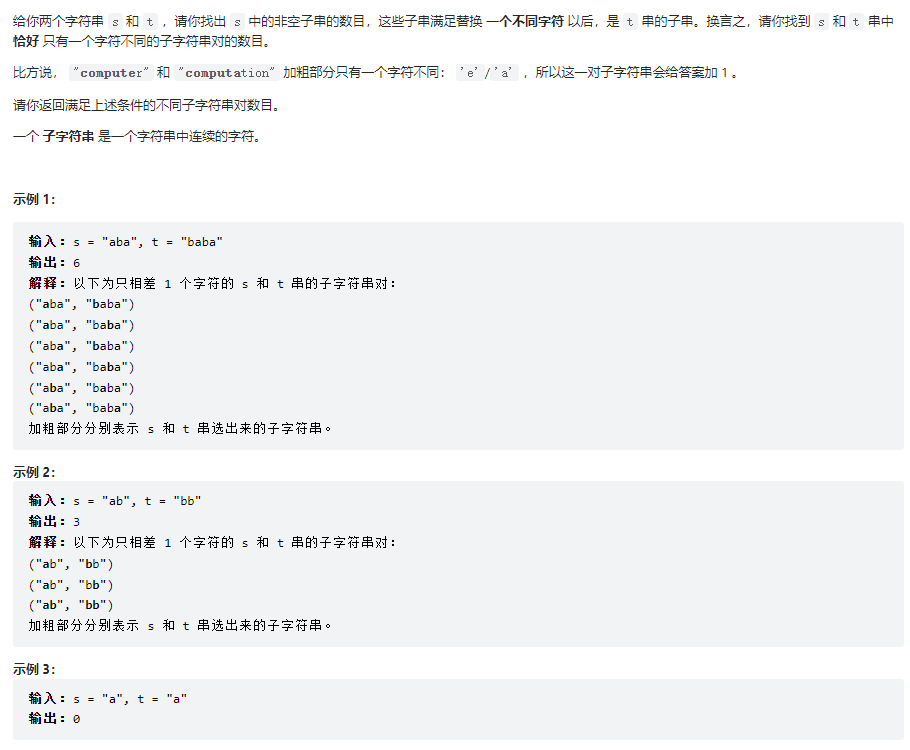 给你两个字符串 s 和 t ，请你找出 s 中的非空子串的数目，这些子串满足替换 一个不同字符 以后，是 t 串的子串。换言之，请你找到 s 和 t 串中
恰好 只有一个字符不同的子字符串对的数目。
比方说， "computer" 和 "computation" 加粗部分只有一个字符不同： 'e'/'a' ，所以这一对子字符串会给答案加 1 。
请你返回满足上述条件的不同子字符串对数目。
一个 子字符串 是一个字符串中连续的字符。
示例 1：
输入：s = "aba", t = "baba"
输出：6
解释：以下为只相差 1 个字符的 s 和 t 串的子字符串对：
("aba", "baba")
("aba", "baba")
("aba", "baba")
("aba", "baba")
("aba", "baba")
("aba", "baba")
加粗部分分别表示 s 和 t 串选出来的子字符串。
示例 2：
输入：s = "ab", t = "bb"
输出：3
解释：以下为只相差 1 个字符的 s 和 t 串的子字符串对：
("ab", "bb")
("ab", "bb")
("ab", "bb")
加粗部分分别表示 s 和 t 串选出来的子字符串。
示例 3：
输入：s = "a", t = "a"
输出：0